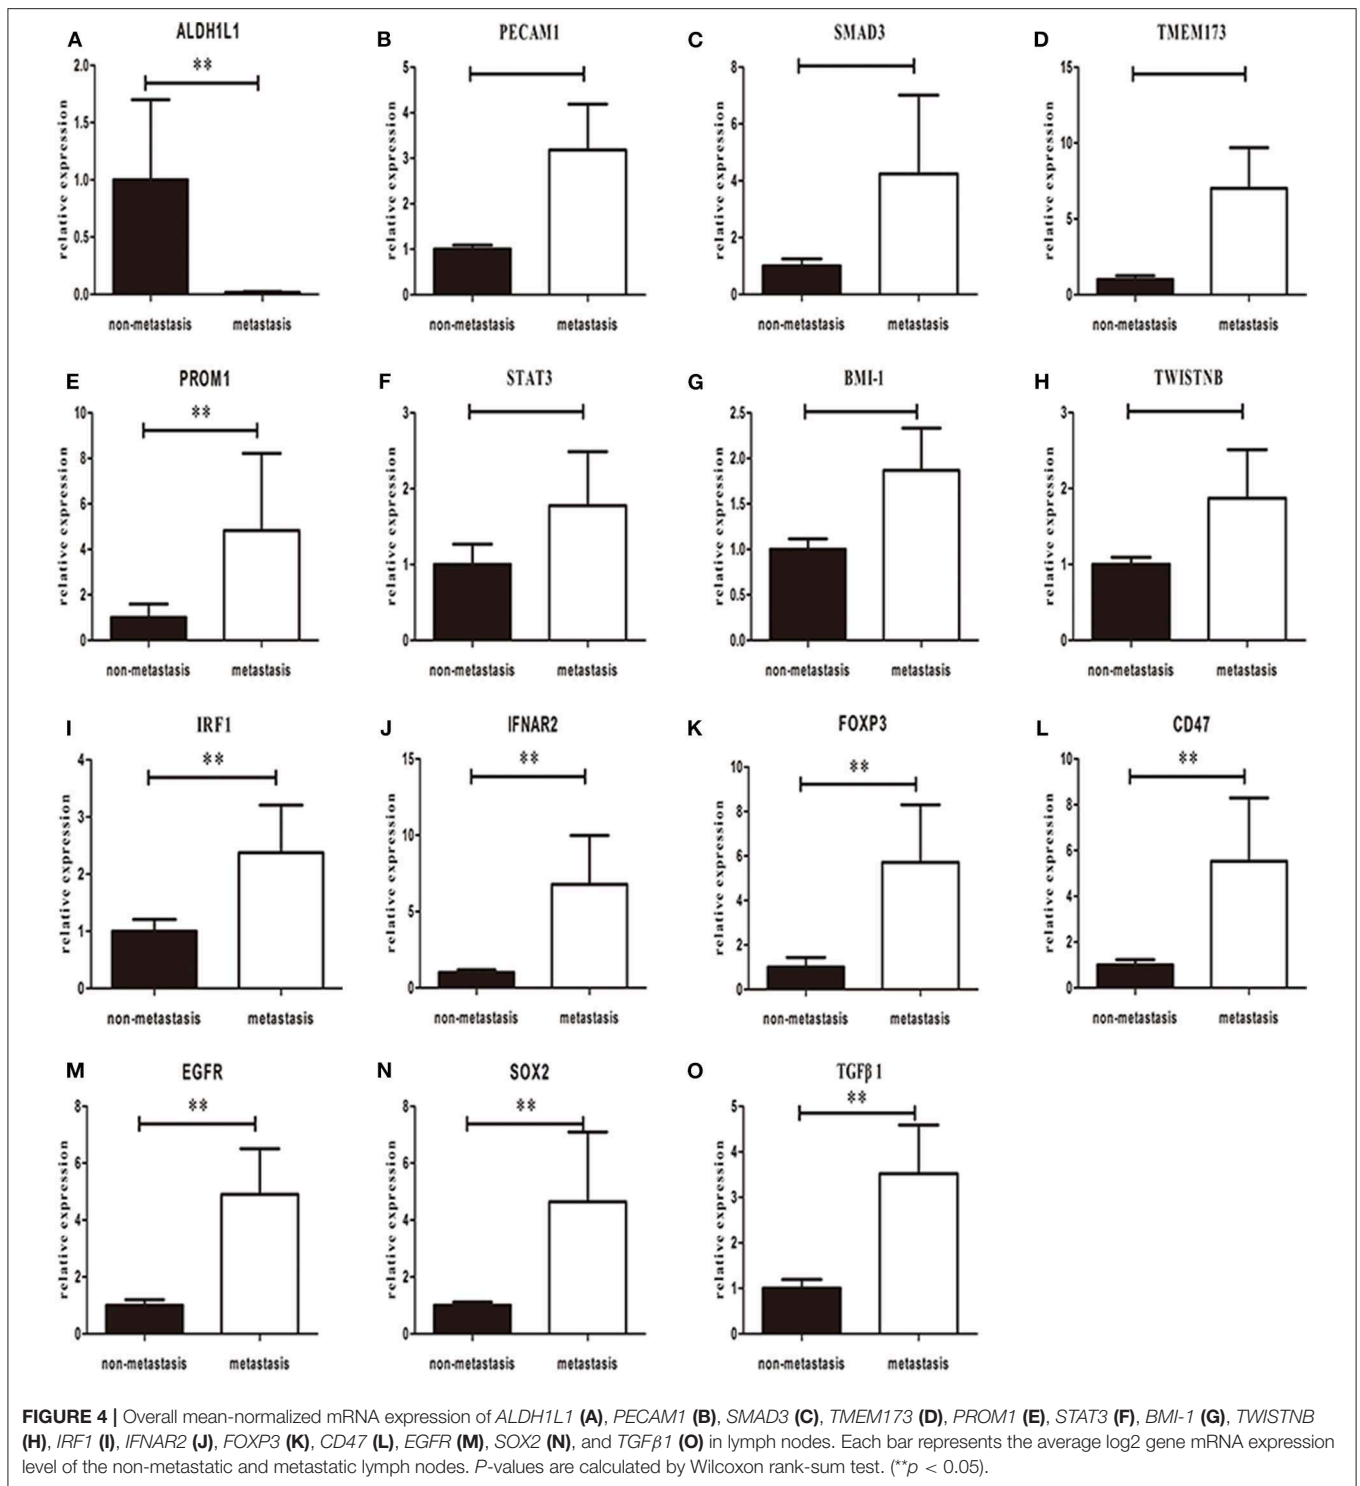 A ALDH1L1
**
relative expression
2.0
1.5
1.0
0.5
0.0
non-metastasis metastasis
B PECAM1
relative expression
5
4
3
2
1
0
non-metastasis metastasis
C SMAD3
relative expression
8
6
4
2
0
non-metastasis metastasis
D TMEM173
relative expression
15
10
5
0
non-metastasis metastasis
E PROM1
**
relative expression
10
8
6
4
2
0
non-metastasis metastasis
F STAT3
relative expression
3
2
1
0
non-metastasis metastasis
G BMI-1
relative expression
2.5
2.0
1.5
1.0
0.5
0.0
non-metastasis metastasis
H TWISTNB
relative expression
3
2
1
0
non-metastasis metastasis
I IRF1
**
relative expression
4
3
2
1
0
non-metastasis metastasis
J IFNAR2
**
relative expression
15
10
5
0
non-metastasis metastasis
K FOXP3
**
relative expression
10
8
6
4
2
0
non-metastasis metastasis
L CD47
**
relative expression
10
8
6
4
2
0
non-metastasis metastasis
M EGFR
**
relative expression
8
6
4
2
0
non-metastasis metastasis
N SOX2
**
relative expression
8
6
4
2
0
non-metastasis metastasis
O TGFβ1
**
relative expression
5
4
3
2
1
0
non-metastasis metastasis
FIGURE 4 | Overall mean-normalized mRNA expression of ALDH1L1 (A), PECAM1 (B), SMAD3 (C), TMEM173 (D), PROM1 (E), STAT3 (F), BMI-1 (G), TWISTNB
(H), IRF1 (I), IFNAR2 (J), FOXP3 (K), CD47 (L), EGFR (M), SOX2 (N), and TGFβ1 (O) in lymph nodes. Each bar represents the average log2 gene mRNA expression
level of the non-metastatic and metastatic lymph nodes. P-values are calculated by Wilcoxon rank-sum test. (**p < 0.05).